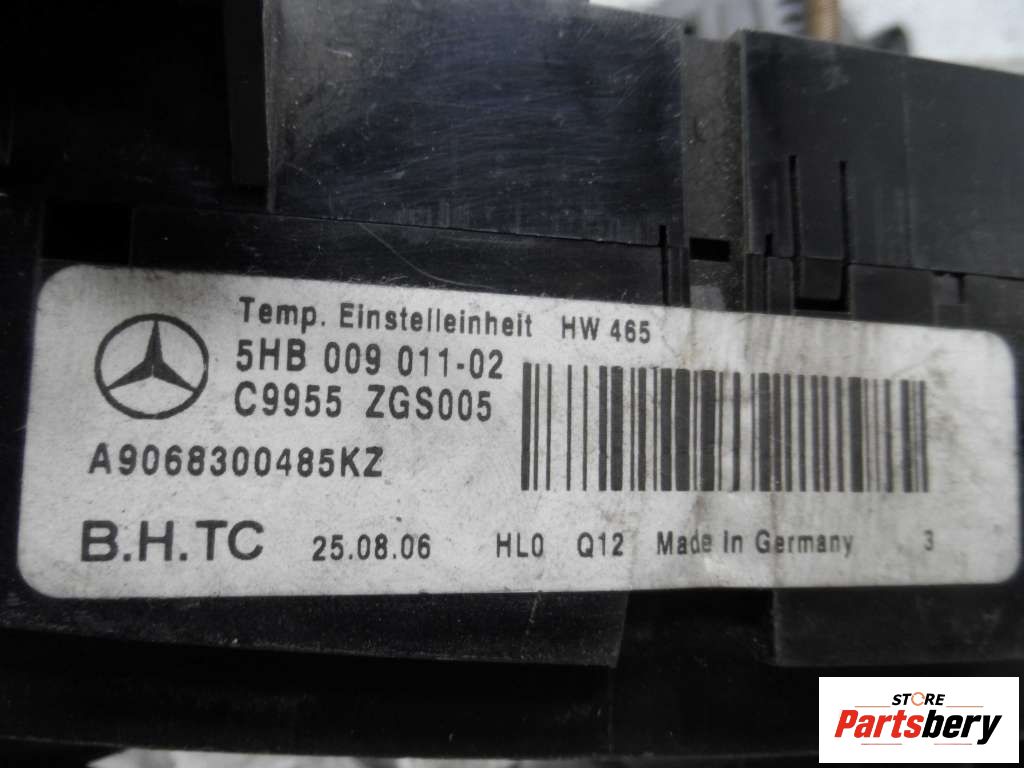 Temp. Einstelleinheit HW 465
5HB 009 011-02
C9955 ZGS005
A9068300485KZ
B.H.TC 25.08.06 HL0 Q12 Made In Germany 3
STORE
Partsbery